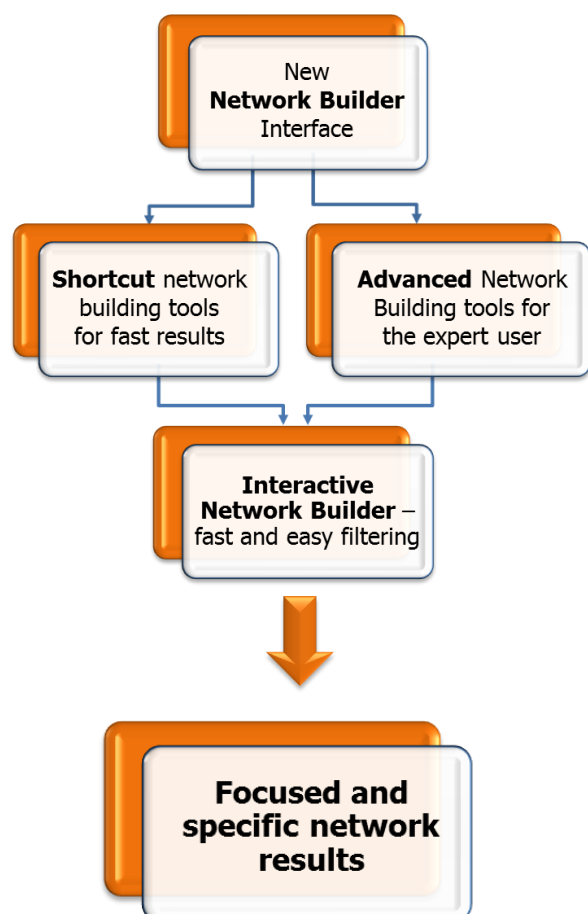 New
Network Builder
Interface
Shortcut network
building tools
for fast results
Advanced Network
Building tools for
the expert user
Interactive
Network Builder –
fast and easy filtering
Focused and
specific network
results